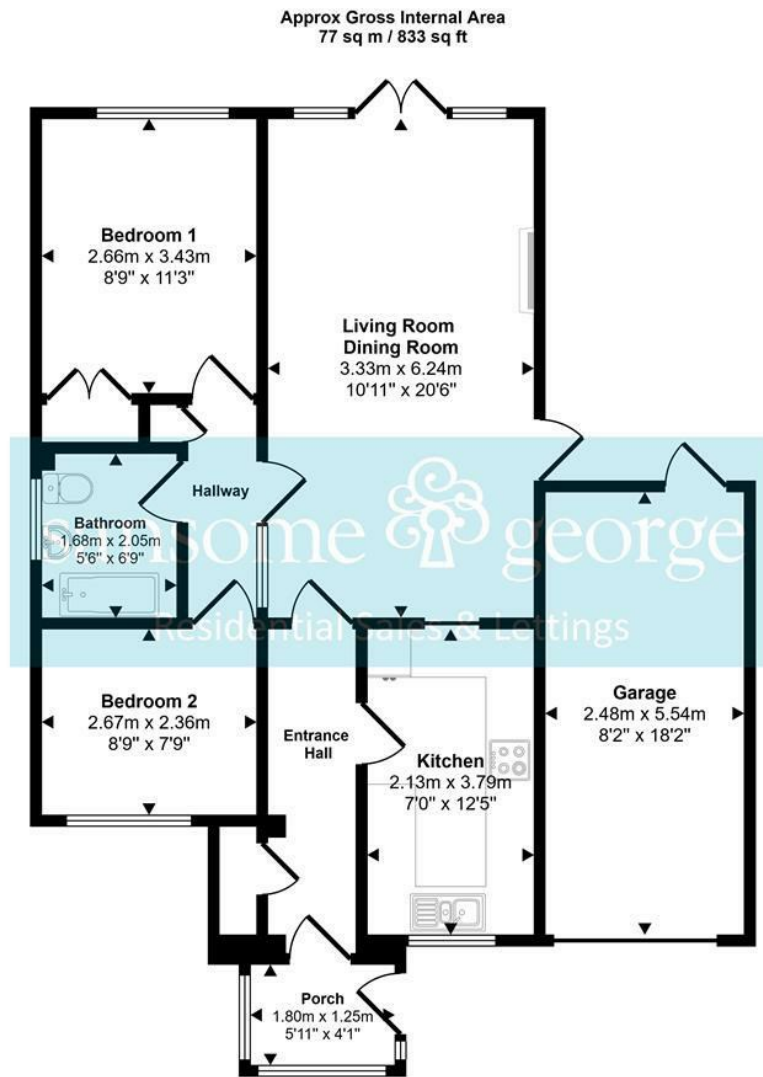 Approx Gross Internal Area
77 sq m / 833 sq ft
Bedroom 1
2.66m x 3.43m
8'9" x 11'3"
Living Room
Dining Room
3.33m x 6.24m
10'11" x 20'6"
Hallway
Bathroom
1.68m x 2.05m
5'6" x 6'9"
george
Residential Sales & Lettings
Bedroom 2
2.67m x 2.36m
8'9" x 7'9"
Entrance
Hall
Kitchen
2.13m x 3.79m
7'0" x 12'5"
Garage
2.48m x 5.54m
8'2" x 18'2"
Porch
1.80m x 1.25m
5'11" x 4'1"